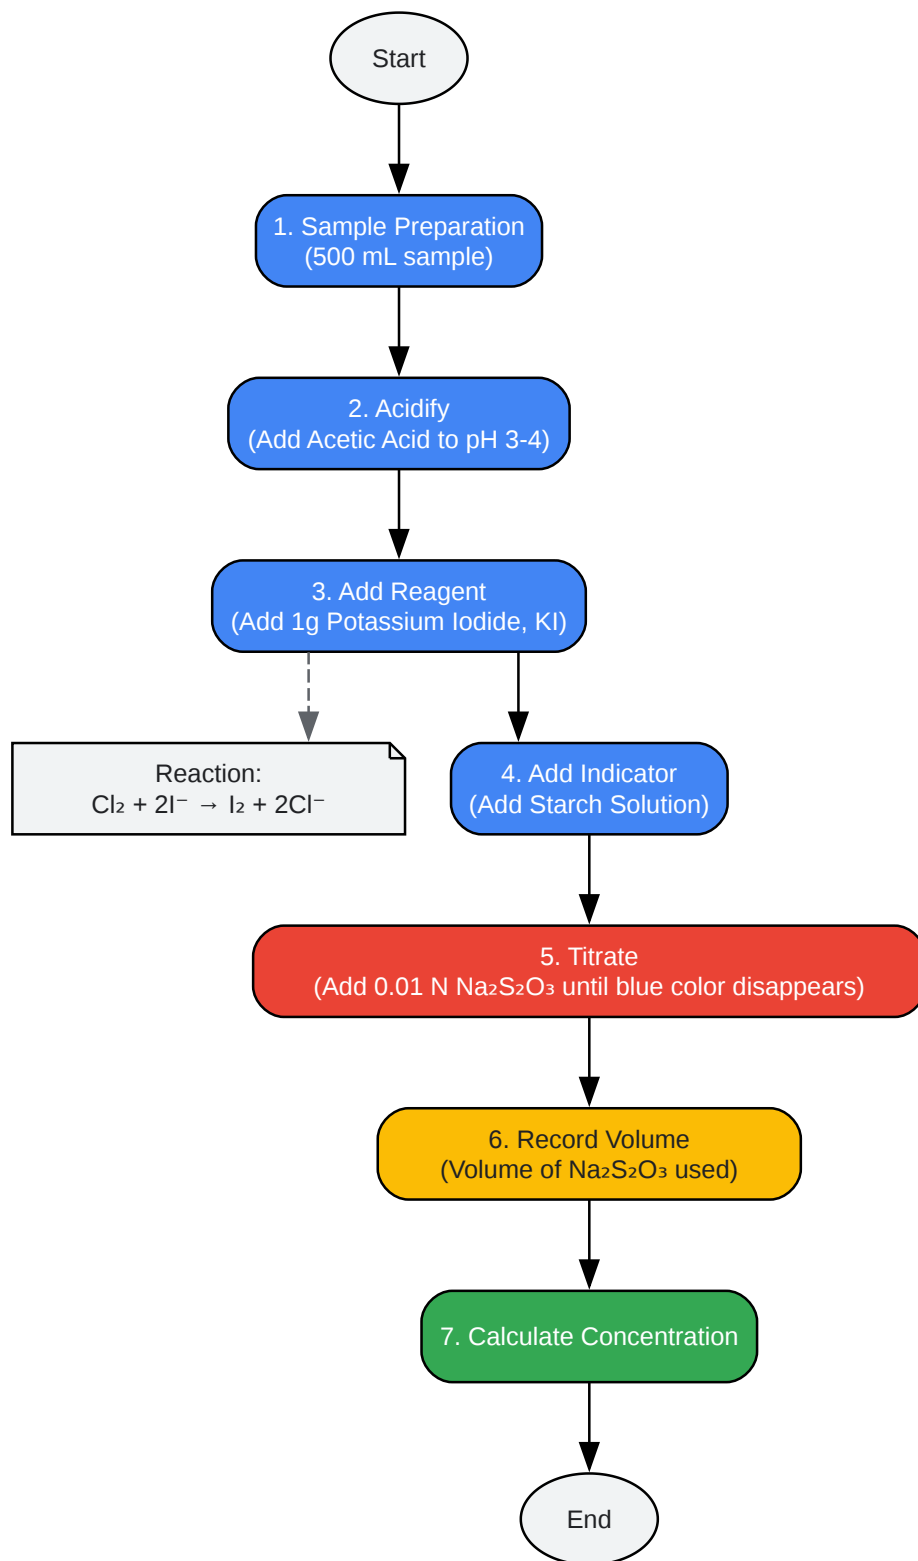 Start
1. Sample Preparation
(500 mL sample)
2. Acidify
(Add Acetic Acid to pH 3-4)
3. Add Reagent
(Add 1g Potassium Iodide, KI)
Reaction:
Cl₂ + 2I⁻ → I₂ + 2Cl⁻
4. Add Indicator
(Add Starch Solution)
5. Titrate
(Add 0.01 N Na₂S₂O₃ until blue color disappears)
6. Record Volume
(Volume of Na₂S₂O₃ used)
7. Calculate Concentration
End